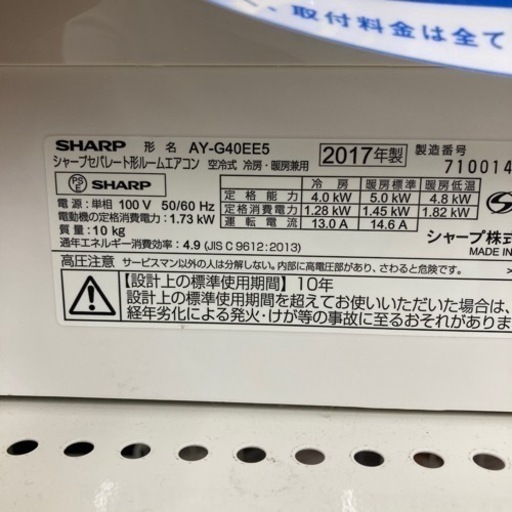 取付料金は全て
SHARP 形名 AY-G40EE5 2017年製 製造番号
シャープセパレート形ルームエアコン 空冷式 冷房・暖房兼用 710014
PS E SHARP
冷房 暖房標準 暖房低温
電源:単相 100 V 50/60 Hz 定格能力 4.0 kW 5.0 kW 4.8 kW
電動機の定格消費電力:1.73 kW 定格消費電力 1.28 kW 1.45 kW 1.82 kW
質量:10 kg 運転電流 13.0 A 14.6 A シャープ株式
通年エネルギー消費効率:4.9 (JIS C 9612:2013) MADE IN
高圧注意 サービスマン以外の人は分解しない。内部に高電圧部があり、さわると危険です。
【設計上の標準使用期間】10年
設計上の標準使用期間を超えてお使いいただいた場合は、
経年劣化による発火・けが等の事故に至るおそれがありま